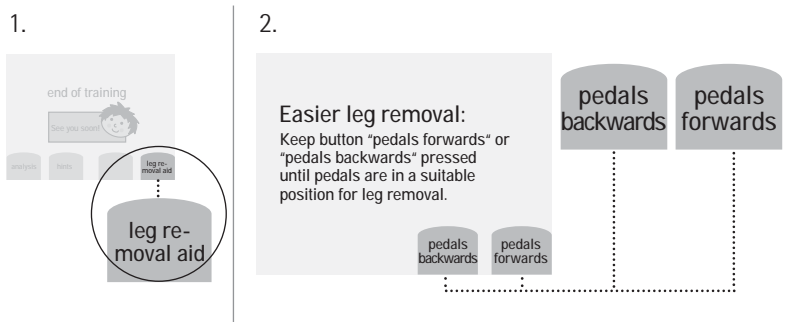 1.
end of training
See you soon!
analysis
hints
leg re-
moval aid
leg re-
moval aid
2.
Easier leg removal:
Keep button "pedals forwards" or
"pedals backwards" pressed
until pedals are in a suitable
position for leg removal.
pedals
backwards
pedals
forwards
pedals
backwards
pedals
forwards